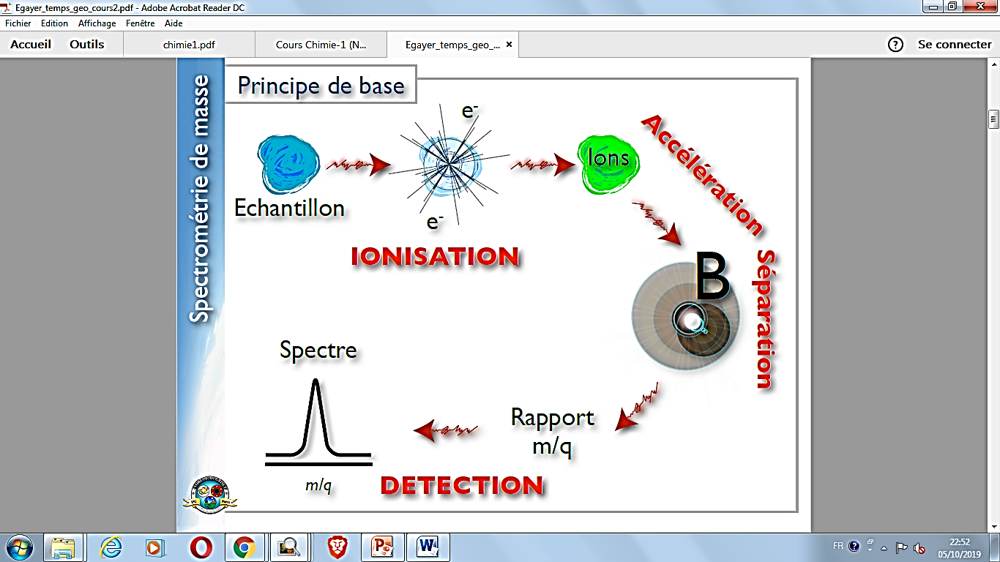 Egayer_temps_geo_cours2.pdf - Adobe Acrobat Reader DC
Fichier Edition Affichage Fenêtre Aide
Accueil Outils chimie1.pdf Cours Chimie-1 (N... Egayer_temps_geo_... × ? Se connecter
Spectrométrie de masse
Principe de base
e-
Echantillon
e-
IONISATION
Ions
Accélération
B
Séparation
Rapport
m/q
DETECTION
Spectre
m/q
FR
22:52
05/10/2019